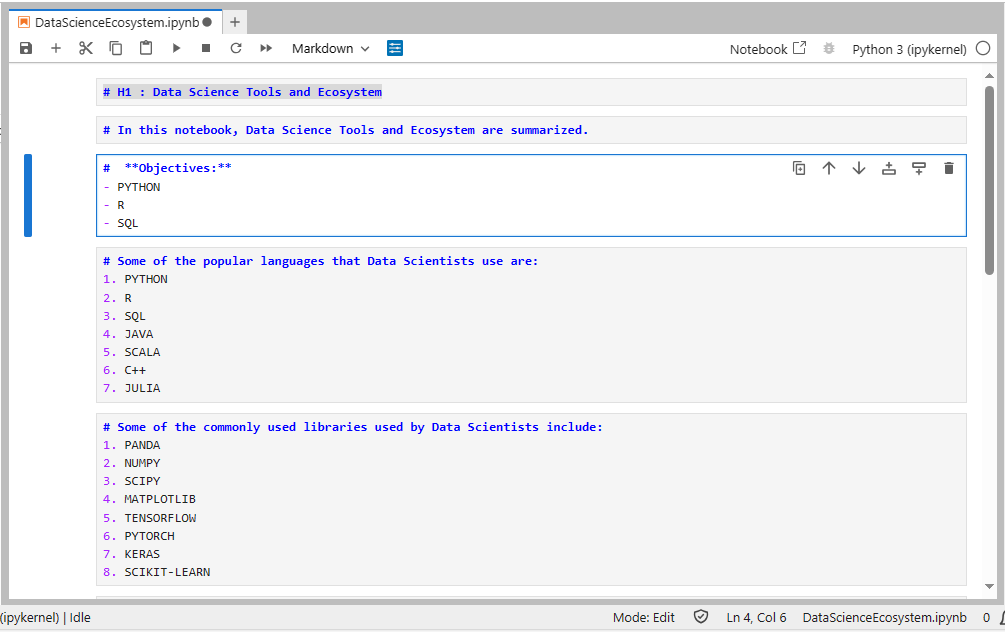 DataScienceEcosystem.ipynb
Markdown
Notebook
Python 3 (ipykernel)
# H1 : Data Science Tools and Ecosystem
# In this notebook, Data Science Tools and Ecosystem are summarized.
#  **Objectives:**
- PYTHON
- R
- SQL
# Some of the popular languages that Data Scientists use are:
1. PYTHON
2. R
3. SQL
4. JAVA
5. SCALA
6. C++
7. JULIA
# Some of the commonly used libraries used by Data Scientists include:
1. PANDA
2. NUMPY
3. SCIPY
4. MATPLOTLIB
5. TENSORFLOW
6. PYTORCH
7. KERAS
8. SCIKIT-LEARN
(ipykernel) | Idle
Mode: Edit
Ln 4, Col 6
DataScienceEcosystem.ipynb
0